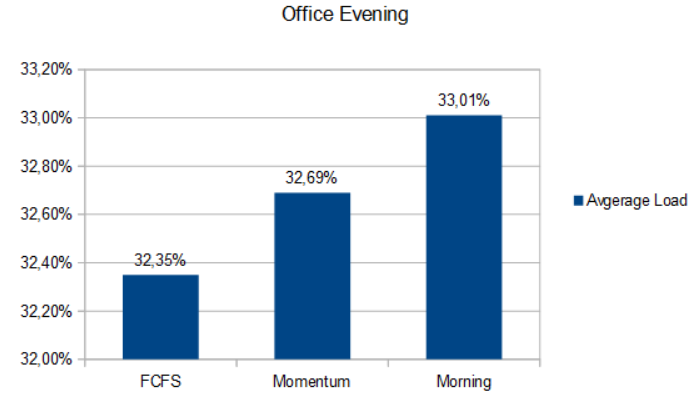 Office Evening
33,20%
33,00%
32,80%
32,60%
32,40%
32,20%
32,00%
32,35%
32,69%
33,01%
FCFS
Momentum
Morning
Avgerage Load